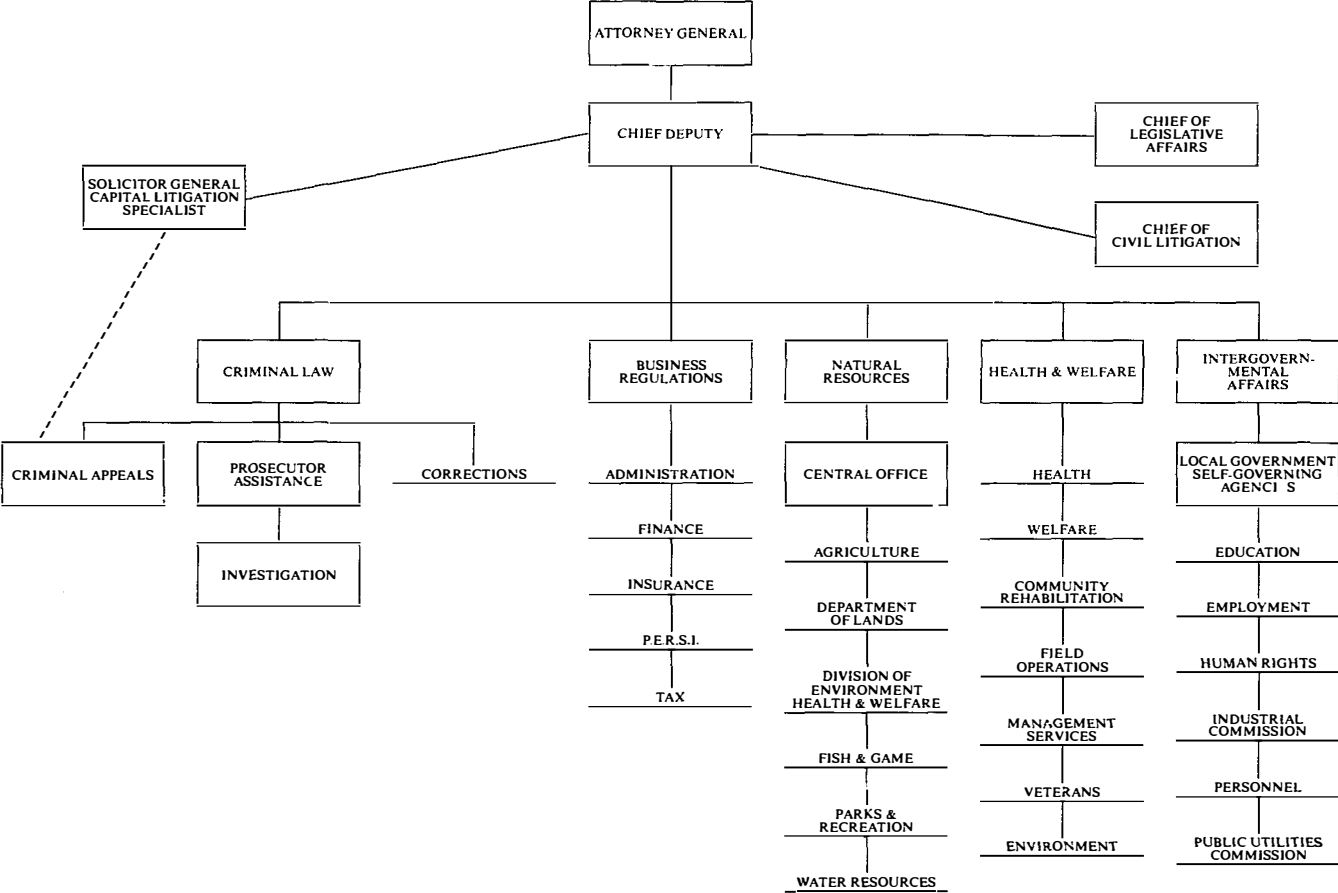 ATTORNEY GENERAL
CHIEF DEPUTY
CHIEF OF
LEGISLATIVE
AFFAIRS
SOLICITOR GENERAL
CAPITAL LITIGATION
SPECIALIST
CHIEF OF
CIVIL LITIGATION
CRIMINAL LAW
CRIMINAL APPEALS
PROSECUTOR
ASSISTANCE
CORRECTIONS
INVESTIGATION
BUSINESS
REGULATIONS
ADMINISTRATION
FINANCE
INSURANCE
P.E.R.S.I.
TAX
NATURAL
RESOURCES
CENTRAL OFFICE
AGRICULTURE
DEPARTMENT
OF LANDS
DIVISION OF
ENVIRONMENT
HEALTH & WELFARE
FISH & GAME
PARKS &
RECREATION
WATER RESOURCES
HEALTH & WELFARE
HEALTH
WELFARE
COMMUNITY
REHABILITATION
FIELD
OPERATIONS
MANAGEMENT
SERVICES
VETERANS
ENVIRONMENT
INTERGOVERN-
MENTAL
AFFAIRS
LOCAL GOVERNMENT
SELF-GOVERNING
AGENCI S
EDUCATION
EMPLOYMENT
HUMAN RIGHTS
INDUSTRIAL
COMMISSION
PERSONNEL
PUBLIC UTILITIES
COMMISSION